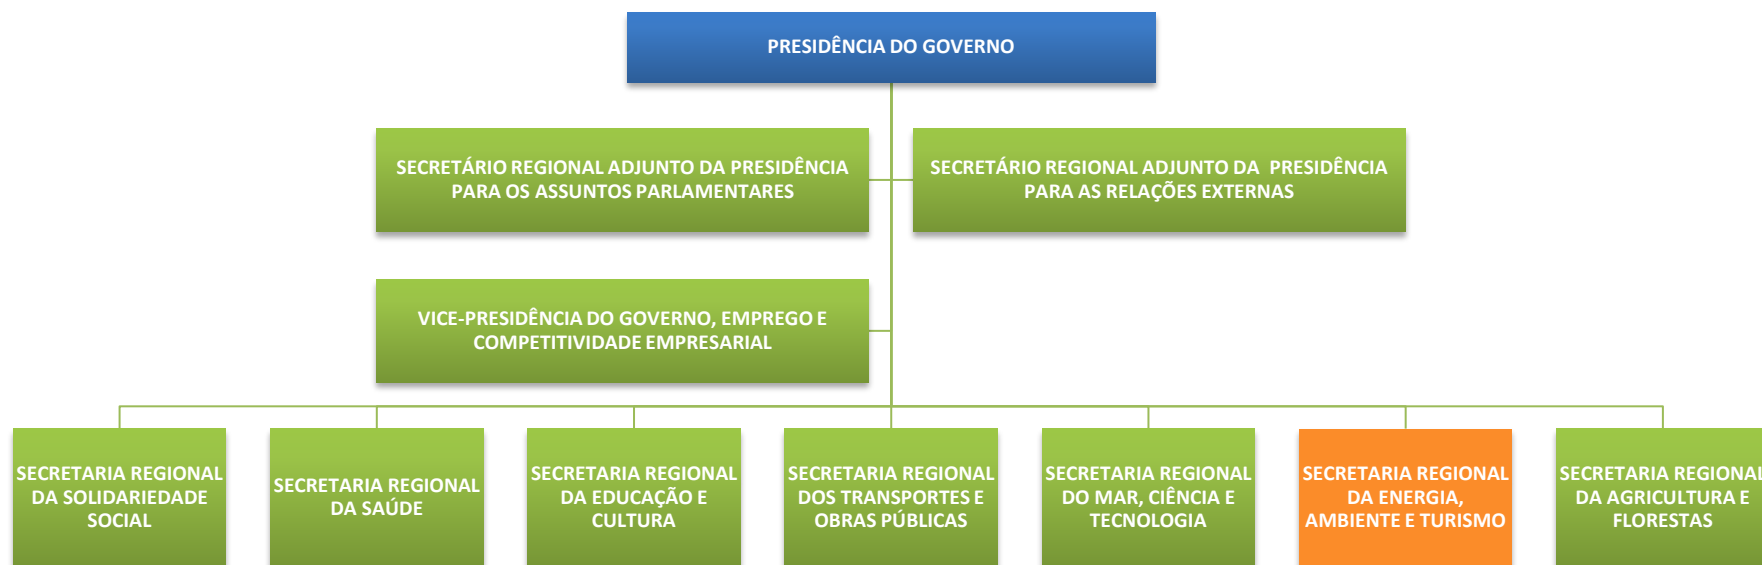 PRESIDÊNCIA DO GOVERNO
SECRETÁRIO REGIONAL ADJUNTO DA PRESIDÊNCIA
PARA OS ASSUNTOS PARLAMENTARES
SECRETÁRIO REGIONAL ADJUNTO DA  PRESIDÊNCIA
PARA AS RELAÇÕES EXTERNAS
VICE-PRESIDÊNCIA DO GOVERNO, EMPREGO E
COMPETITIVIDADE EMPRESARIAL
SECRETARIA REGIONAL
DA SOLIDARIEDADE
SOCIAL
SECRETARIA REGIONAL
DA SAÚDE
SECRETARIA REGIONAL
DA EDUCAÇÃO E
CULTURA
SECRETARIA REGIONAL
DOS TRANSPORTES E
OBRAS PÚBLICAS
SECRETARIA REGIONAL
DO MAR, CIÊNCIA E
TECNOLOGIA
SECRETARIA REGIONAL
DA ENERGIA,
AMBIENTE E TURISMO
SECRETARIA REGIONAL
DA AGRICULTURA E
FLORESTAS